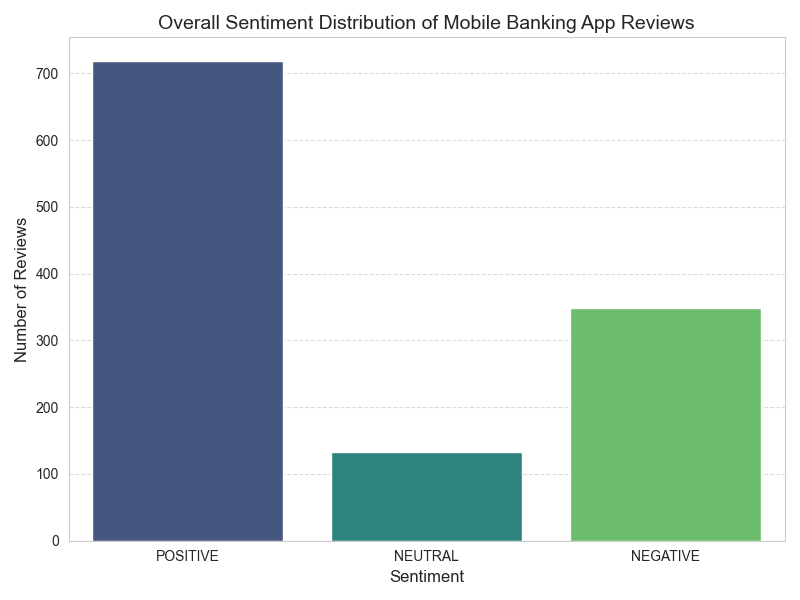 Overall Sentiment Distribution of Mobile Banking App Reviews
Number of Reviews
700
600
500
400
300
200
100
0
POSITIVE NEUTRAL NEGATIVE
Sentiment